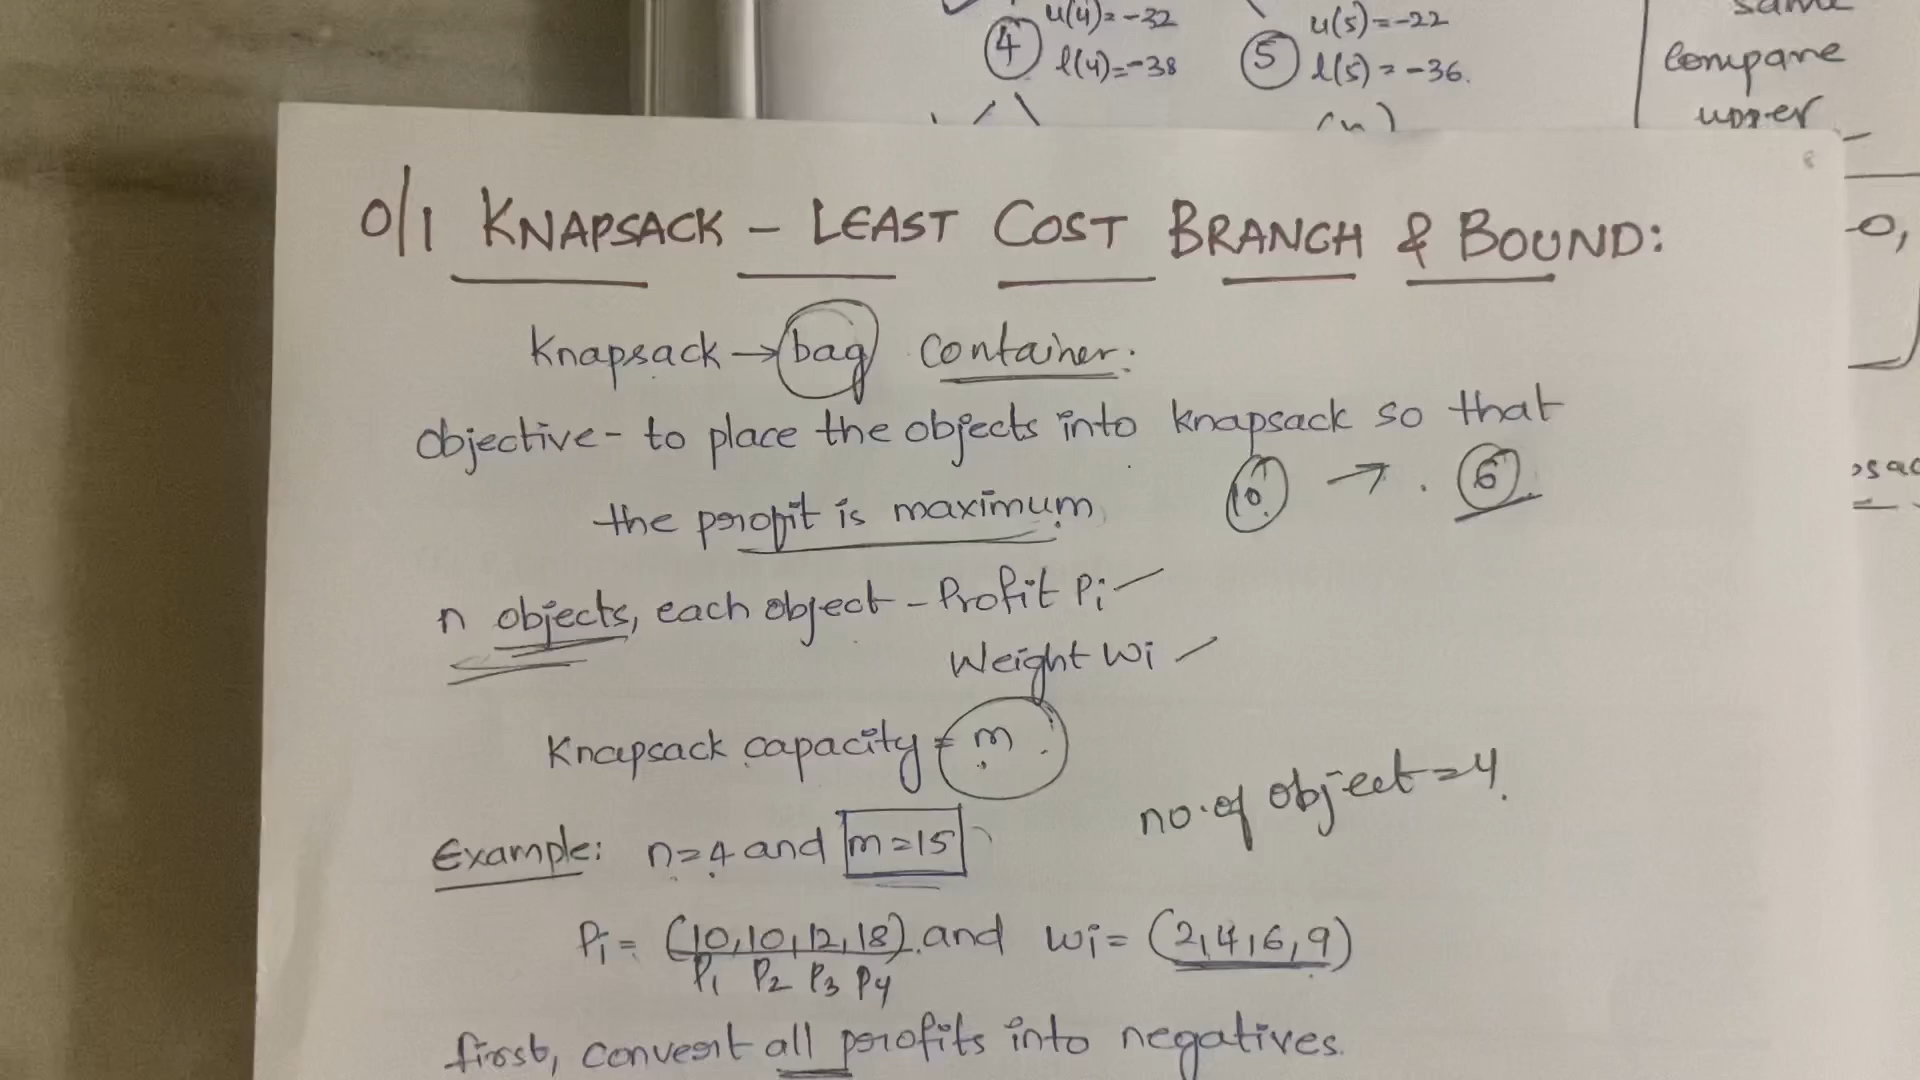 u(4)=-32
4
l(4)=-38
u(5)=-22
5
l(5)=-36.
same
Compare
upper
0/1 KNAPSACK - LEAST COST BRANCH & BOUND:
Knapsack → bag Container:
Objective - to place the objects into knapsack so that
10 → 6
the profit is maximum
n objects, each object - Profit Pi
Weight Wi
Knapsack capacity = m
no. of object = 4.
Example: n=4 and m=15
Pi = (10,10,12,18) and wi = (2,4,6,9)
P1 P2 P3 P4
first, convert all profits into negatives.